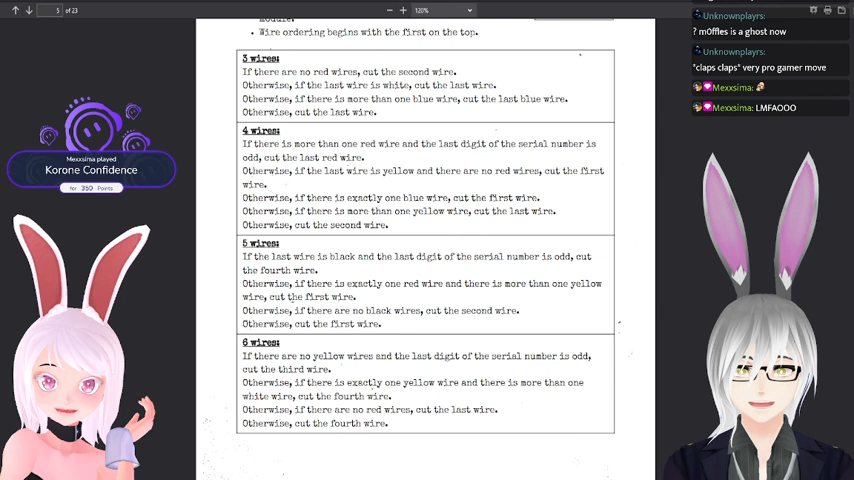 5 of 23
120%
module.
• Wire ordering begins with the first on the top.
3 wires:
If there are no red wires, cut the second wire.
Otherwise, if the last wire is white, cut the last wire.
Otherwise, if there is more than one blue wire, cut the last blue wire.
Otherwise, cut the last wire.
4 wires:
If there is more than one red wire and the last digit of the serial number is
odd, cut the last red wire.
Otherwise, if the last wire is yellow and there are no red wires, cut the first
wire.
Otherwise, if there is exactly one blue wire, cut the first wire.
Otherwise, if there is more than one yellow wire, cut the last wire.
Otherwise, cut the second wire.
5 wires:
If the last wire is black and the last digit of the serial number is odd, cut
the fourth wire.
Otherwise, if there is exactly one red wire and there is more than one yellow
wire, cut the first wire.
Otherwise, if there are no black wires, cut the second wire.
Otherwise, cut the first wire.
6 wires:
If there are no yellow wires and the last digit of the serial number is odd,
cut the third wire.
Otherwise, if there is exactly one yellow wire and there is more than one
white wire, cut the fourth wire.
Otherwise, if there are no red wires, cut the last wire.
Otherwise, cut the fourth wire.
Mexxsima played
Korone Confidence
for 350 Points
Unknownplayrs:
? m0ffles is a ghost now
Unknownplayrs:
*claps claps* very pro gamer move
Mexxsima:
Mexxsima: LMFAOOO